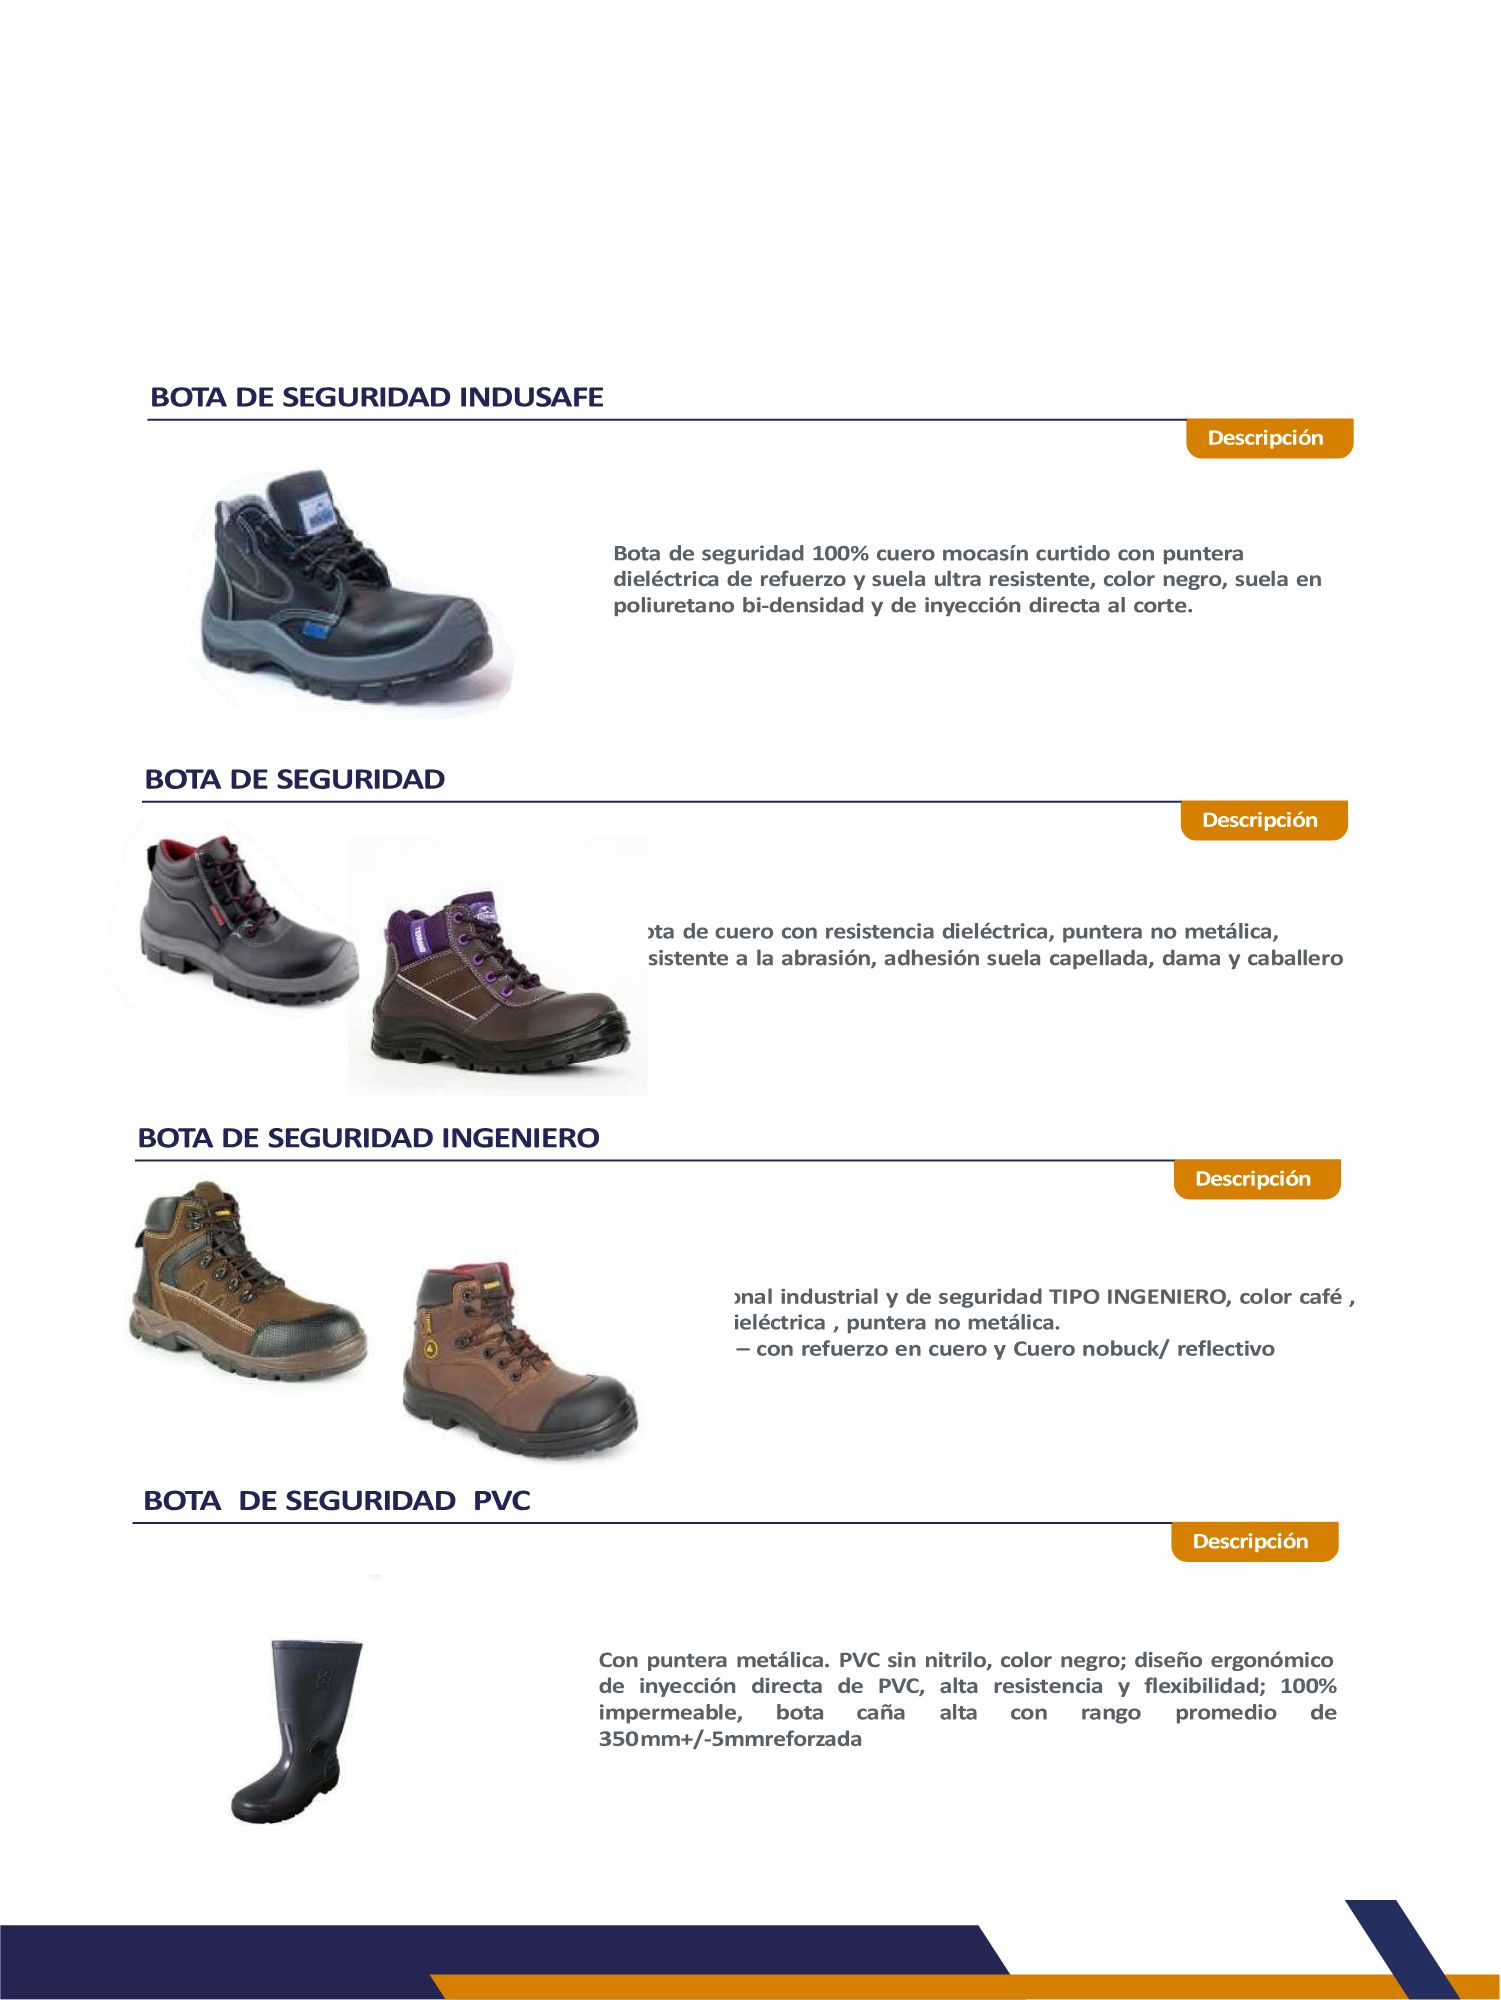 BOTA DE SEGURIDAD INDUSAFE
Descripción
Bota de seguridad 100% cuero mocasín curtido con puntera
dieléctrica de refuerzo y suela ultra resistente, color negro, suela en
poliuretano bi-densidad y de inyección directa al corte.
BOTA DE SEGURIDAD
Descripción
ota de cuero con resistencia dieléctrica, puntera no metálica,
sistente a la abrasión, adhesión suela capellada, dama y caballero
BOTA DE SEGURIDAD INGENIERO
Descripción
onal industrial y de seguridad TIPO INGENIERO, color café ,
ieléctrica , puntera no metálica.
– con refuerzo en cuero y Cuero nobuck/ reflectivo
BOTA DE SEGURIDAD PVC
Descripción
Con puntera metálica. PVC sin nitrilo, color negro; diseño ergonómico
de inyección directa de PVC, alta resistencia y flexibilidad; 100%
impermeable, bota caña alta con rango promedio de
350mm+/-5mmreforzada